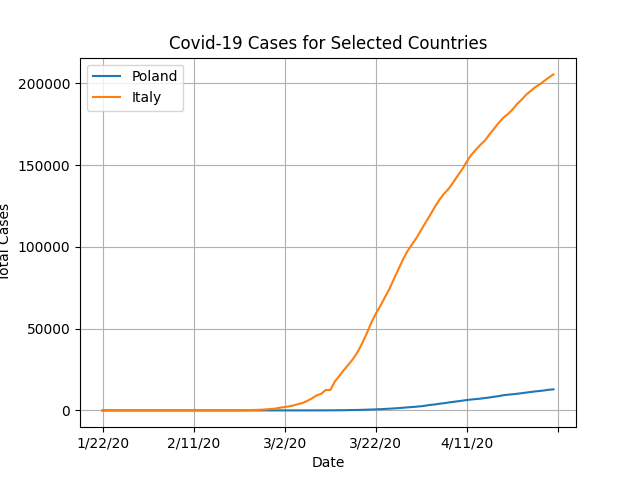 Covid-19 Cases for Selected Countries
Poland
Italy
200000
150000
100000
50000
0
Total Cases
1/22/20
2/11/20
3/2/20
3/22/20
4/11/20
Date